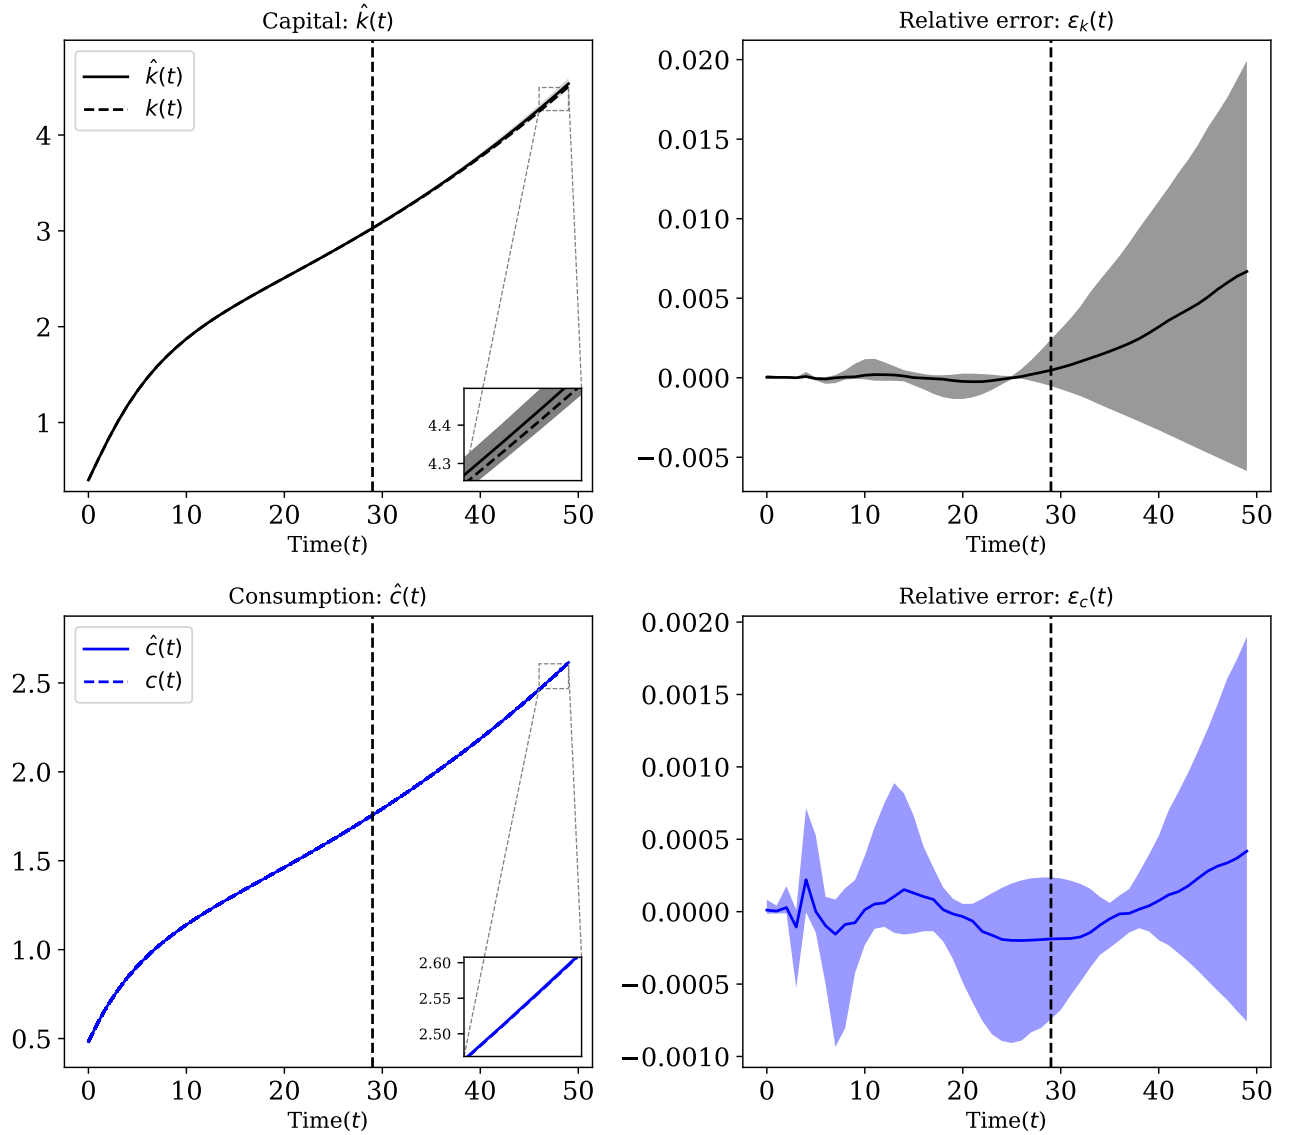 Capital: k̂(t)
k̂(t)
k(t)
4
3
2
1
4.4
4.3
0 10 20 30 40 50
Time(t)
Relative error: ε_k(t)
0.020
0.015
0.010
0.005
0.000
−0.005
0 10 20 30 40 50
Time(t)
Consumption: ĉ(t)
ĉ(t)
c(t)
2.5
2.0
1.5
1.0
0.5
2.60
2.55
2.50
0 10 20 30 40 50
Time(t)
Relative error: ε_c(t)
0.0020
0.0015
0.0010
0.0005
0.0000
−0.0005
−0.0010
0 10 20 30 40 50
Time(t)